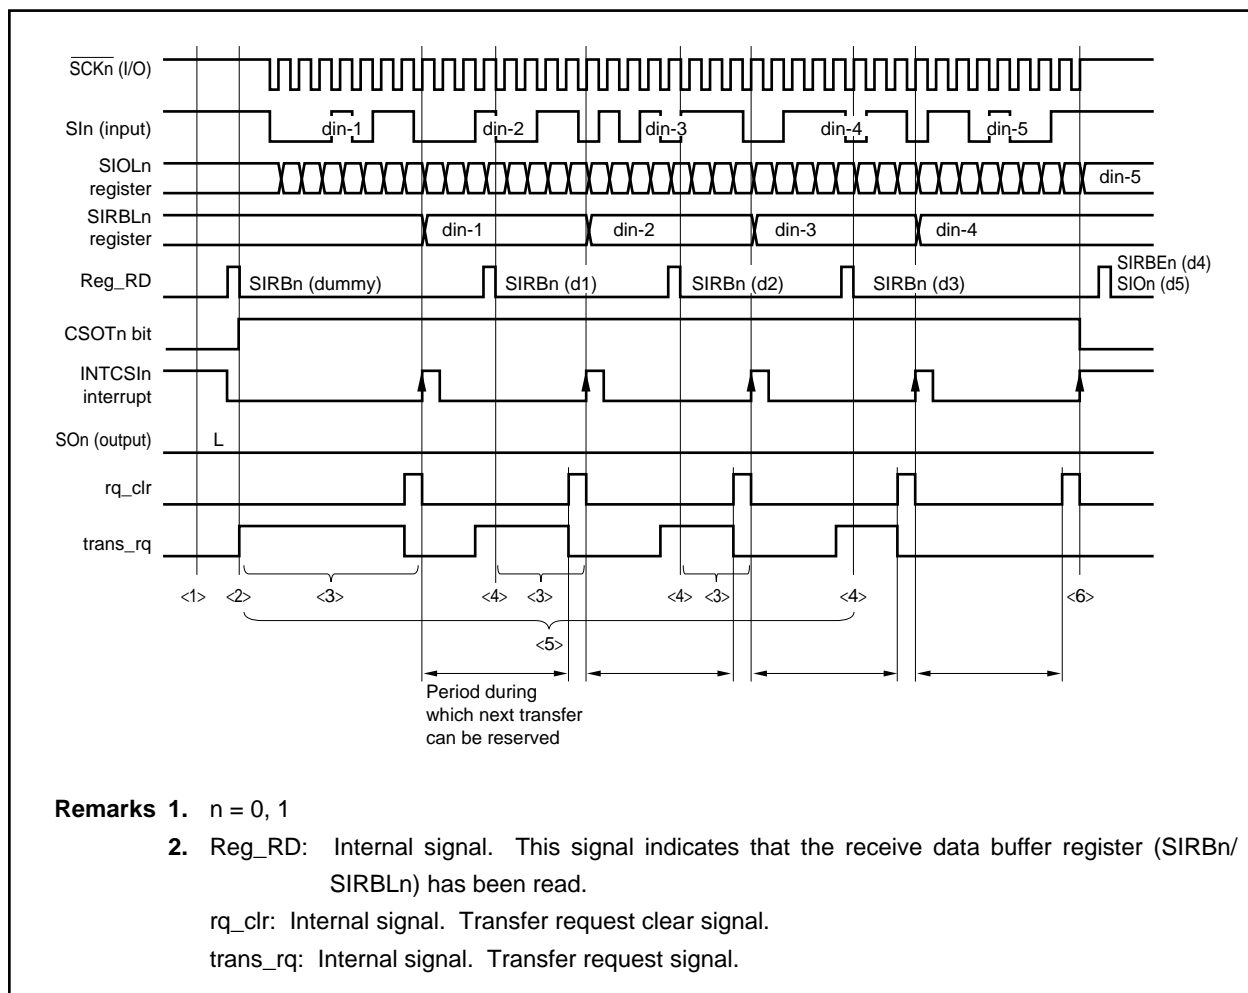 SCKn (I/O)
SIn (input)
din-1
din-2
din-3
din-4
din-5
SIOLn
register
din-5
SIRBLn
register
din-1
din-2
din-3
din-4
Reg_RD
SIRBn (dummy)
SIRBn (d1)
SIRBn (d2)
SIRBn (d3)
SIRBEn (d4)
SIOn (d5)
CSOTn bit
INTCSIn
interrupt
SOn (output)
L
rq_clr
trans_rq
<1>
<2>
<3>
<4>
<3>
<4>
<3>
<4>
<6>
<5>
Period during
which next transfer
can be reserved
Remarks 1. n = 0, 1
2. Reg_RD: Internal signal. This signal indicates that the receive data buffer register (SIRBn/
SIRBLn) has been read.
rq_clr: Internal signal. Transfer request clear signal.
trans_rq: Internal signal. Transfer request signal.